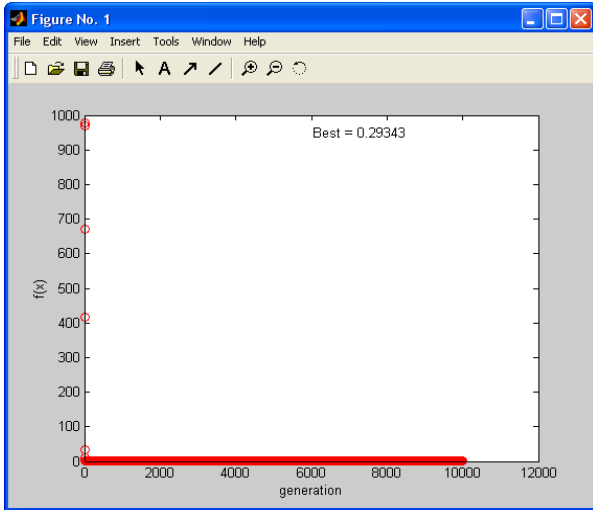 Figure No. 1
File Edit View Insert Tools Window Help
A
Best = 0.29343
1000
900
800
700
600
500
400
300
200
100
0
f(x)
0 2000 4000 6000 8000 10000 12000
generation